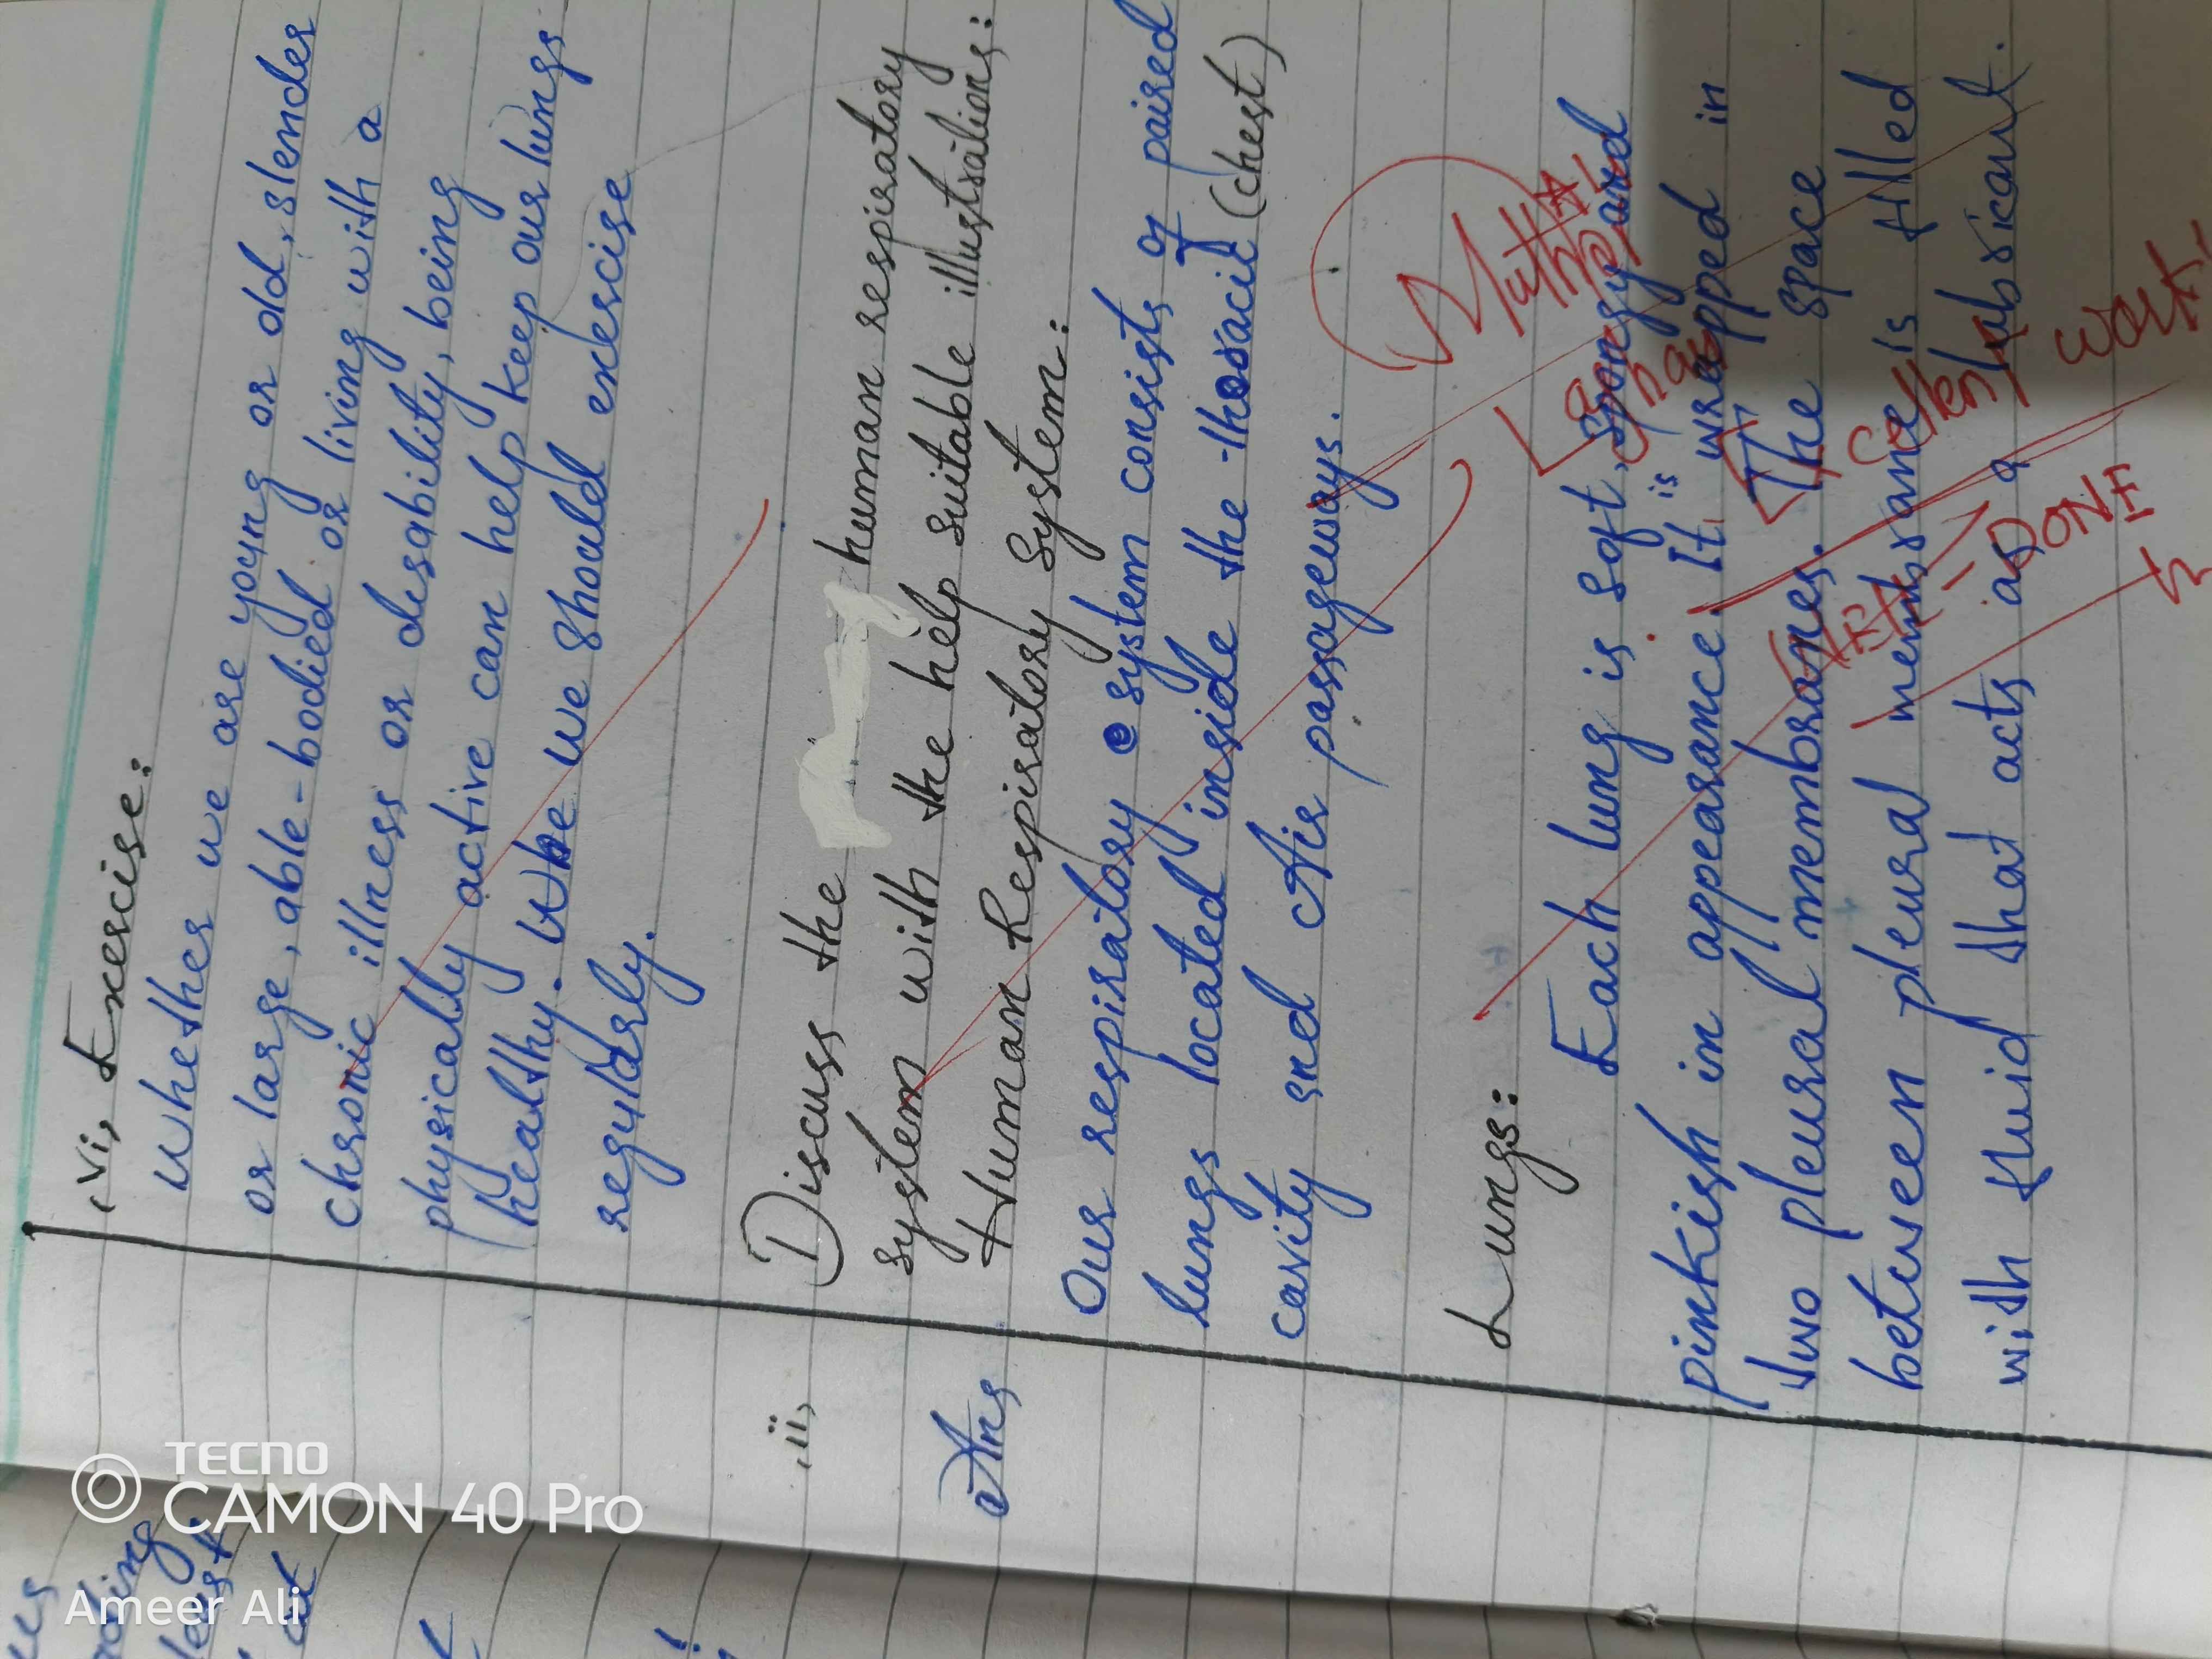 (vi) Exercise:
Whether we are young or old, slender
or large, able-bodied or living with a
chronic illness or disability, being
physically active can help keep our lungs
healthy. We we should exercise
regularly.
(ii) Discuss the human respiratory
system with the help suitable illustrations:
Ans Human Respiratory System:
Our respiratory system consists of paired
lungs located inside the thoracic (chest)
cavity and Air passageways.
Lungs:
Each lung is soft, spongy and
pinkish in appearance. It is wrapped in
two pleural membranes. The space
between pleural membrane is filled
with fluid that acts as a lubricant.
Excellent work
DONE
TECNO
CAMON 40 Pro
Ameer Ali